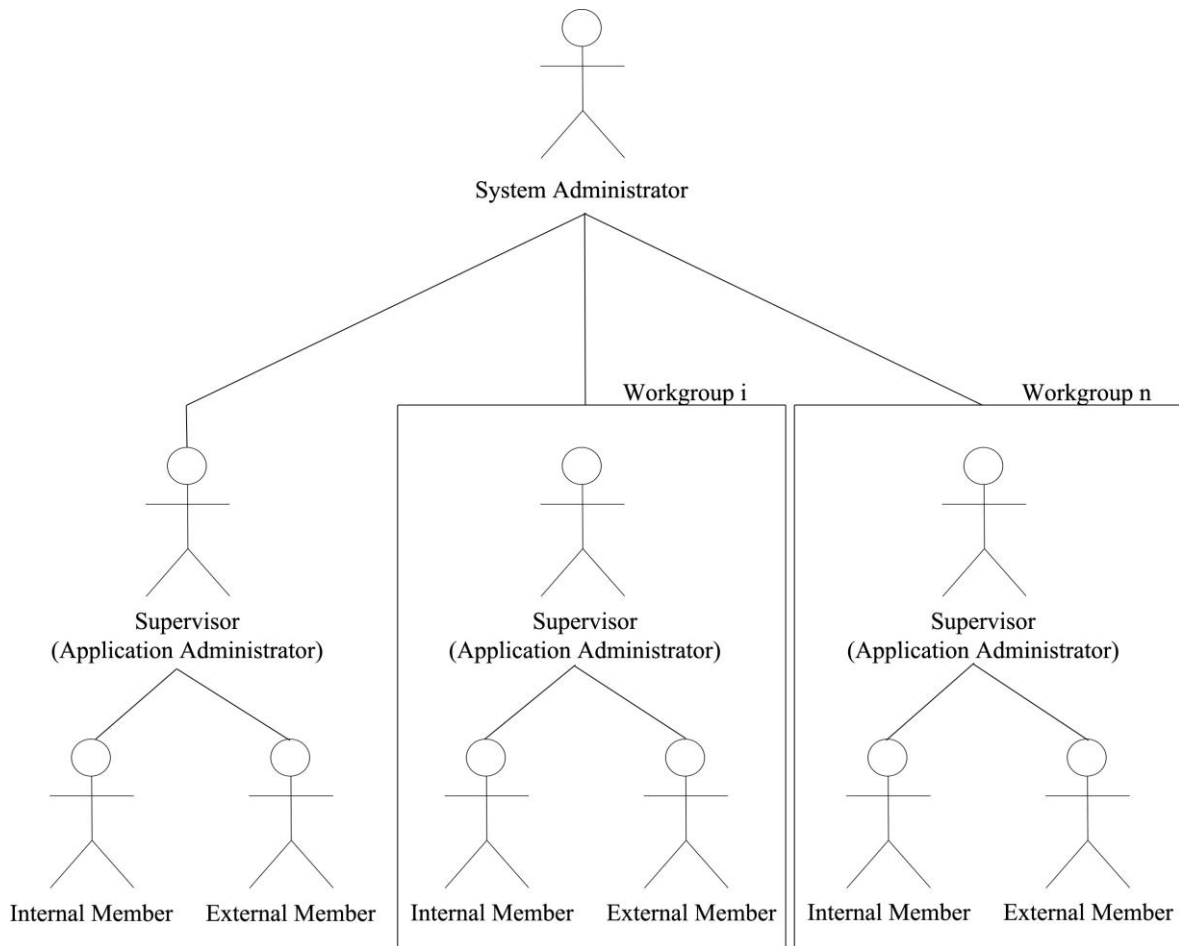 System Administrator
Workgroup i
Workgroup n
Supervisor
(Application Administrator)
Supervisor
(Application Administrator)
Supervisor
(Application Administrator)
Internal Member
External Member
Internal Member
External Member
Internal Member
External Member